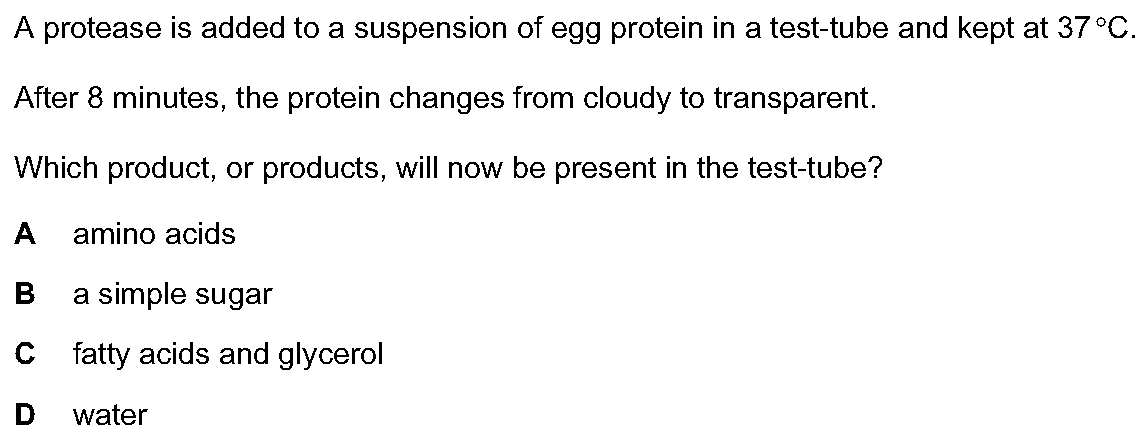 A protease is added to a suspension of egg protein in a test-tube and kept at 37 °C.
After 8 minutes, the protein changes from cloudy to transparent.
Which product, or products, will now be present in the test-tube?
A amino acids
B a simple sugar
C fatty acids and glycerol
D water